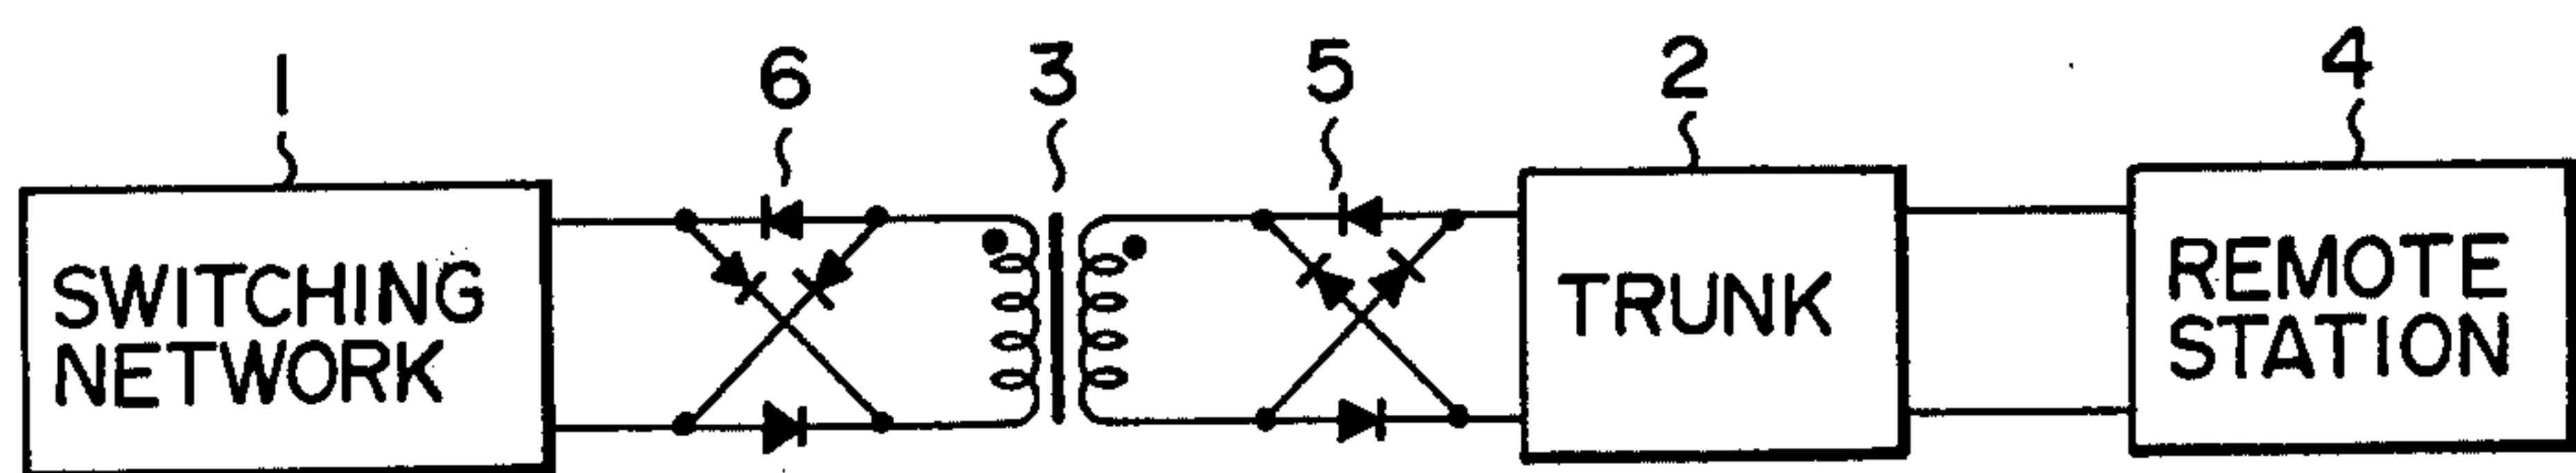 1 6 3 5 2 4
SWITCHING
NETWORK
TRUNK
REMOTE
STATION